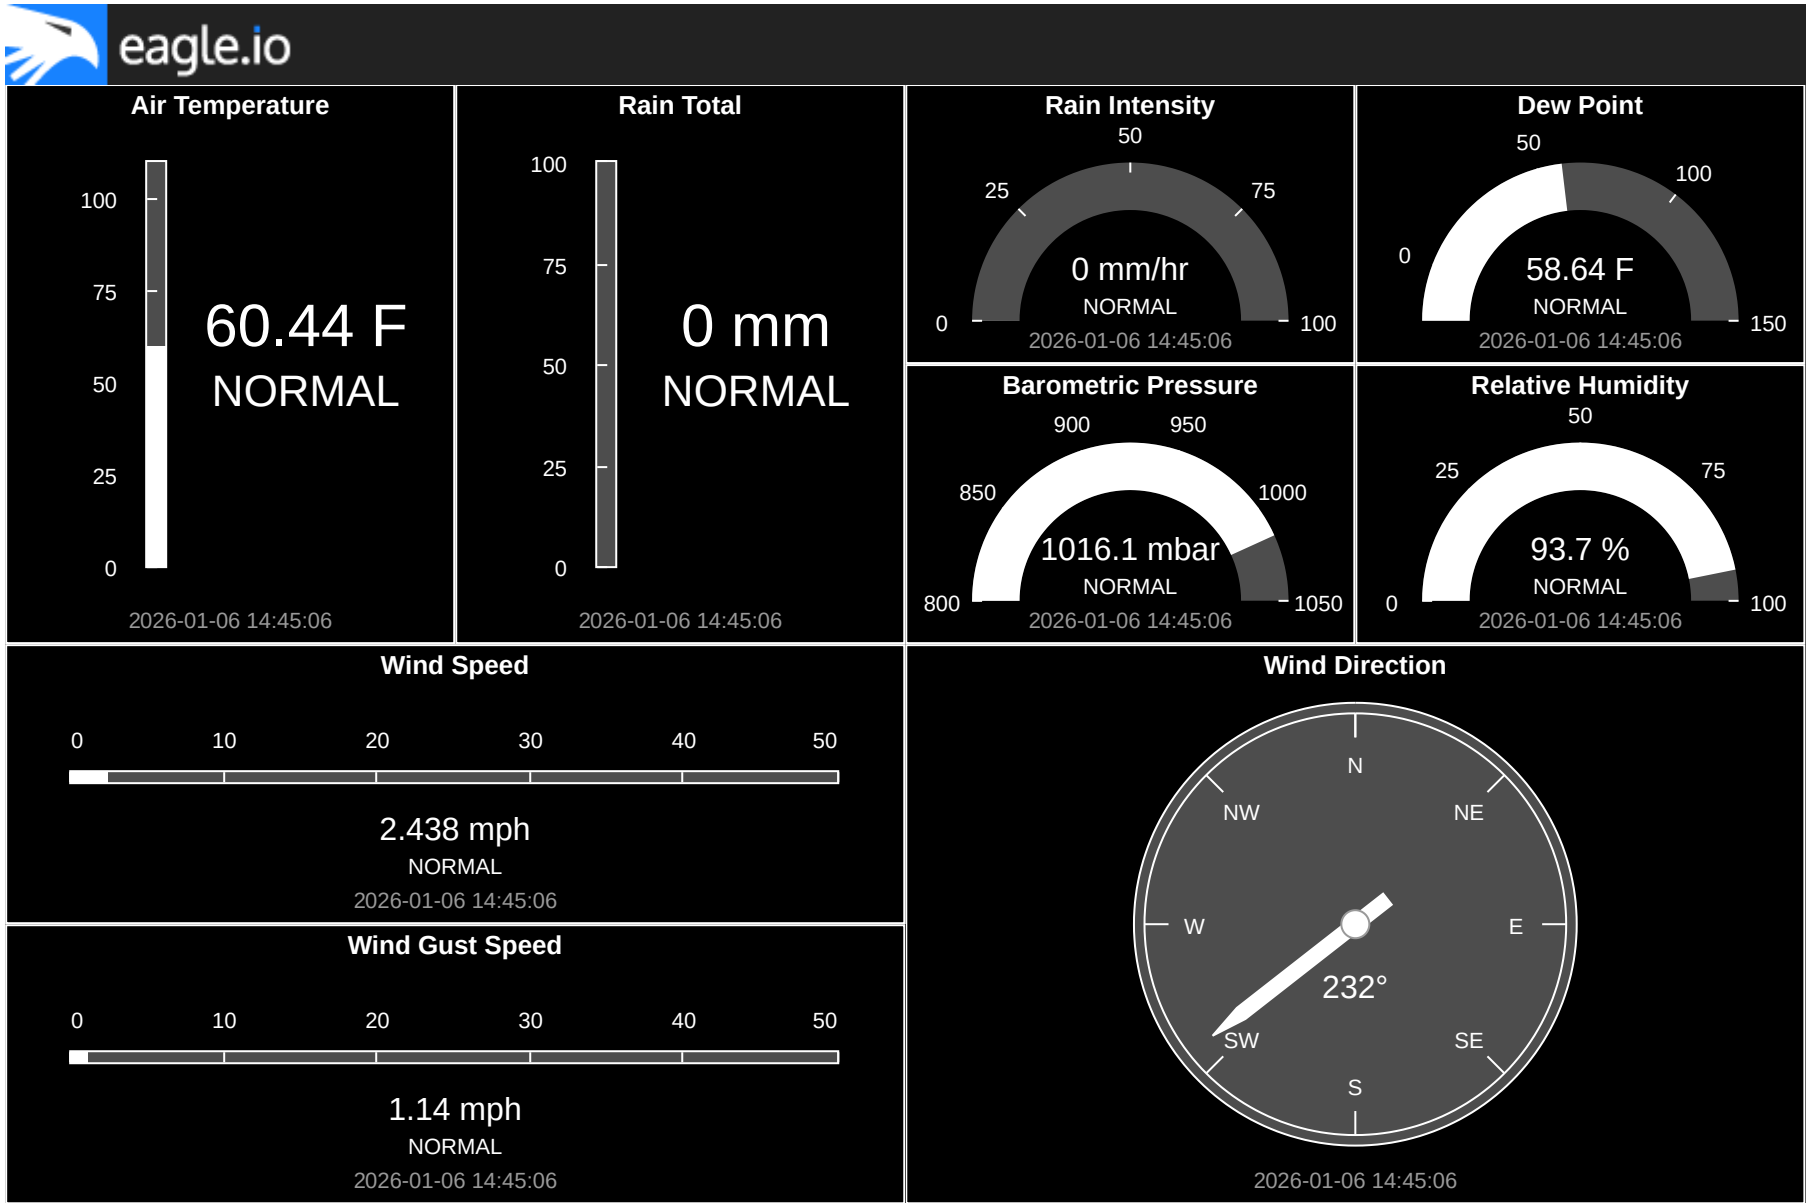 eagle.io
Air Temperature
100
75
50
25
0
60.44 F
NORMAL
2026-01-06 14:45:06
Rain Total
100
75
50
25
0
0 mm
NORMAL
2026-01-06 14:45:06
Rain Intensity
0
25
50
75
100
0 mm/hr
NORMAL
2026-01-06 14:45:06
Dew Point
0
50
100
150
58.64 F
NORMAL
2026-01-06 14:45:06
Barometric Pressure
800
850
900
950
1000
1050
1016.1 mbar
NORMAL
2026-01-06 14:45:06
Relative Humidity
0
25
50
75
100
93.7 %
NORMAL
2026-01-06 14:45:06
Wind Speed
0 10 20 30 40 50
2.438 mph
NORMAL
2026-01-06 14:45:06
Wind Gust Speed
0 10 20 30 40 50
1.14 mph
NORMAL
2026-01-06 14:45:06
Wind Direction
N
NW NE
W E
232°
SW SE
S
2026-01-06 14:45:06